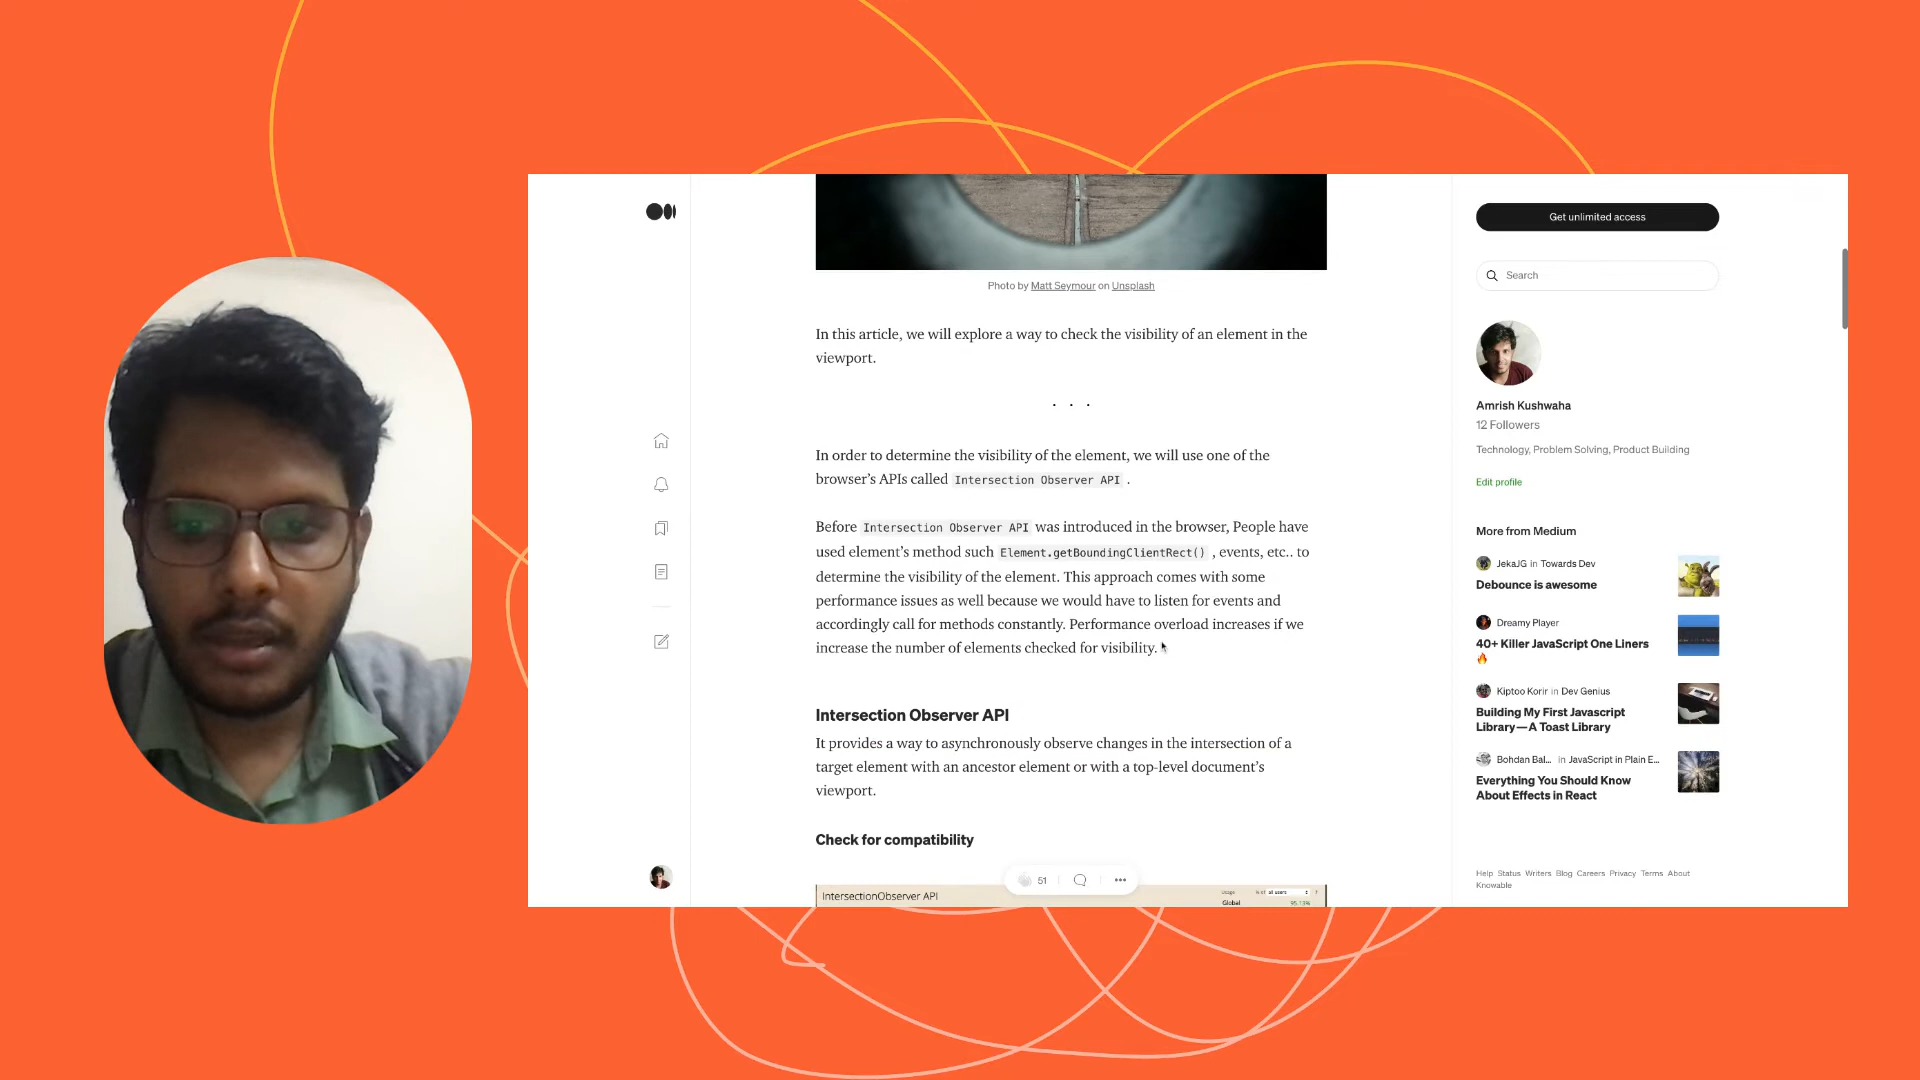 Photo by Matt Seymour on Unsplash
In this article, we will explore a way to check the visibility of an element in the
viewport.
. . .
In order to determine the visibility of the element, we will use one of the
browser’s APIs called Intersection Observer API .
Before Intersection Observer API was introduced in the browser, People have
used element’s method such Element.getBoundingClientRect() , events, etc.. to
determine the visibility of the element. This approach comes with some
performance issues as well because we would have to listen for events and
accordingly call for methods constantly. Performance overload increases if we
increase the number of elements checked for visibility.
Intersection Observer API
It provides a way to asynchronously observe changes in the intersection of a
target element with an ancestor element or with a top-level document’s
viewport.
Check for compatibility
51
IntersectionObserver API
Usage
% of all users
?
Global
95.13%
Get unlimited access
Search
Amrish Kushwaha
12 Followers
Technology, Problem Solving, Product Building
Edit profile
More from Medium
JekaJG in Towards Dev
Debounce is awesome
Dreamy Player
40+ Killer JavaScript One Liners
🔥
Kiptoo Korir in Dev Genius
Building My First Javascript
Library—A Toast Library
Bohdan Bal... in JavaScript in Plain E...
Everything You Should Know
About Effects in React
Help Status Writers Blog Careers Privacy Terms About
Knowable